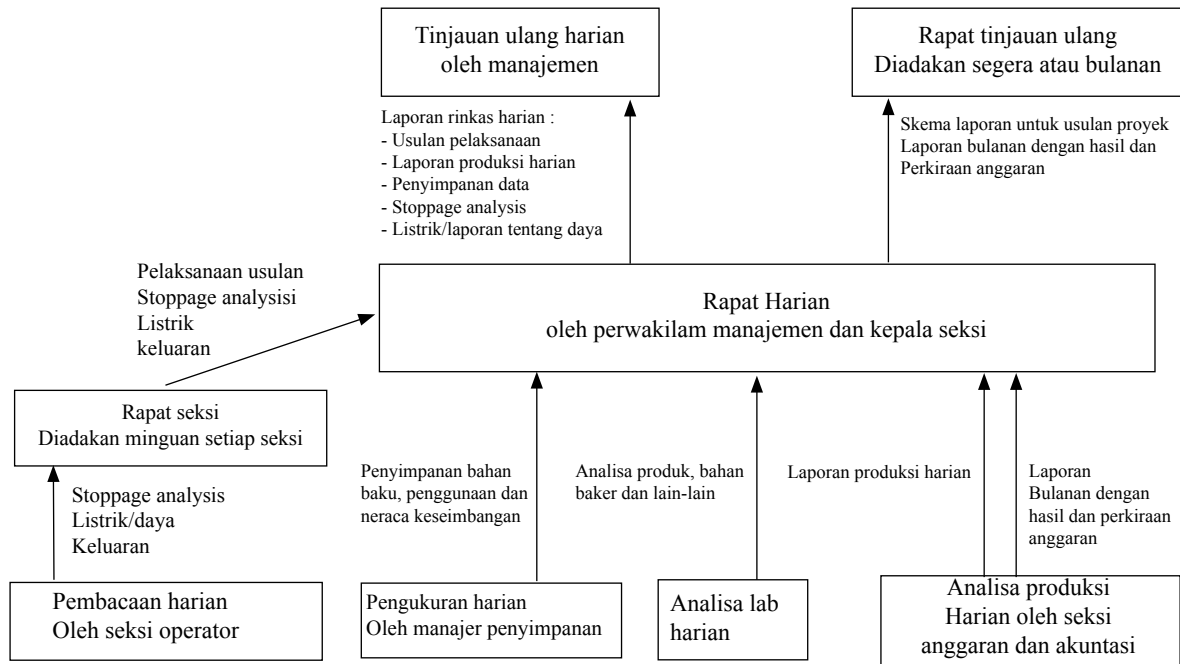 Tinjauan ulang harian
oleh manajemen
Rapat tinjauan ulang
Diadakan segera atau bulanan
Laporan rinkas harian :
- Usulan pelaksanaan
- Laporan produksi harian
- Penyimpanan data
- Stoppage analysis
- Listrik/laporan tentang daya
Skema laporan untuk usulan proyek
Laporan bulanan dengan hasil dan
Perkiraan anggaran
Pelaksanaan usulan
Stoppage analysisi
Listrik
keluaran
Rapat Harian
oleh perwakilam manajemen dan kepala seksi
Rapat seksi
Diadakan minguan setiap seksi
Stoppage analysis
Listrik/daya
Keluaran
Penyimpanan bahan
baku, penggunaan dan
neraca keseimbangan
Analisa produk, bahan
baker dan lain-lain
Laporan produksi harian
Laporan
Bulanan dengan
hasil dan perkiraan
anggaran
Pembacaan harian
Oleh seksi operator
Pengukuran harian
Oleh manajer penyimpanan
Analisa lab
harian
Analisa produksi
Harian oleh seksi
anggaran dan akuntasi